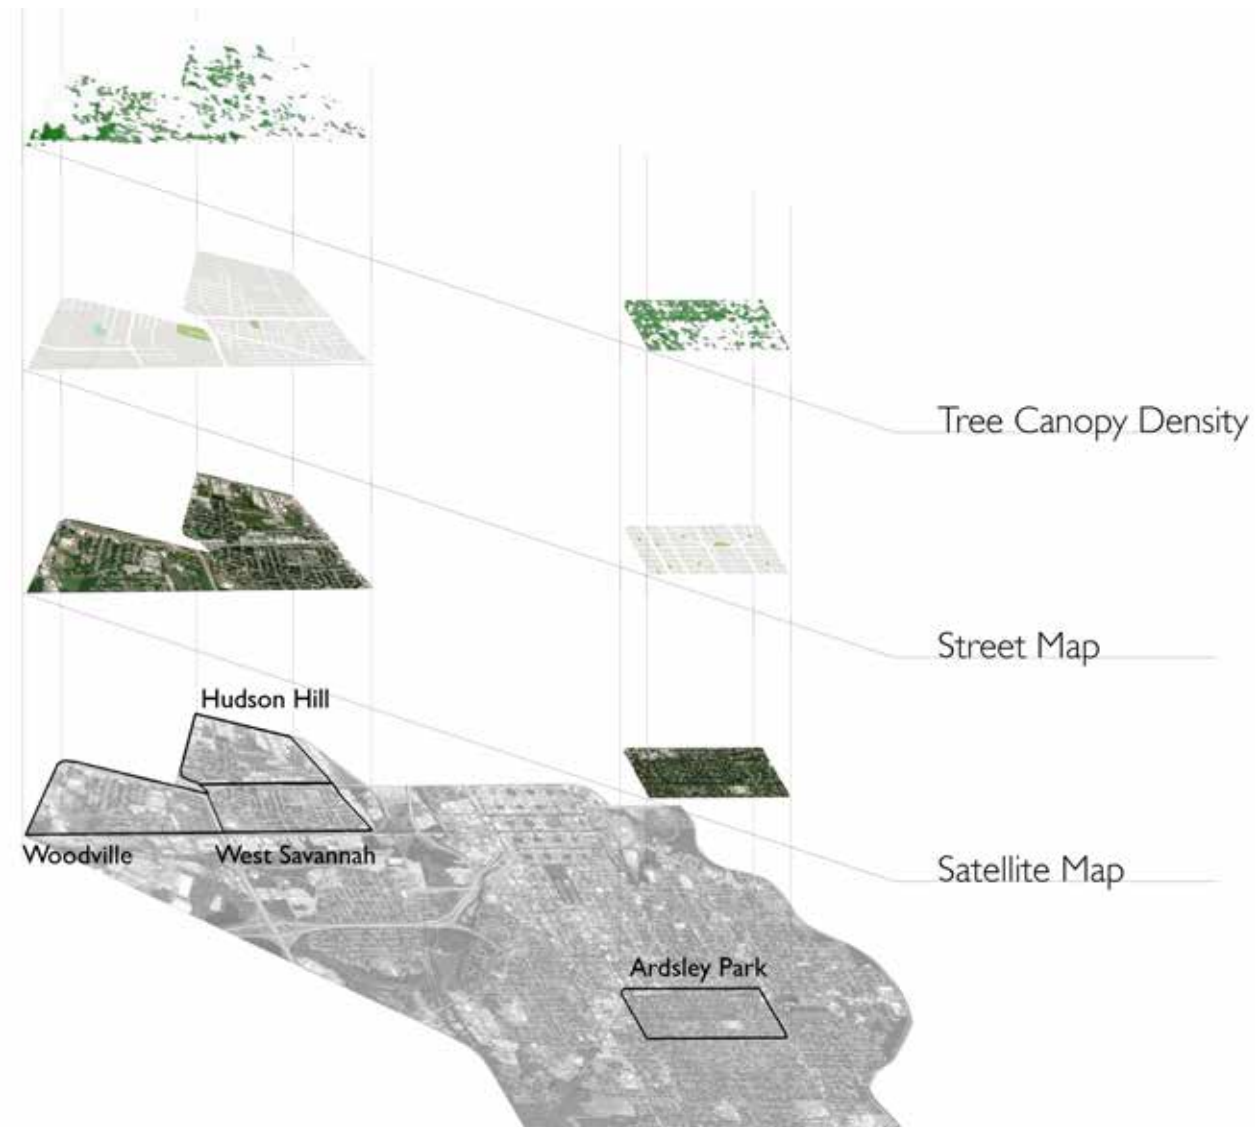 Tree Canopy Density
Street Map
Hudson Hill
Woodville
West Savannah
Satellite Map
Ardsley Park